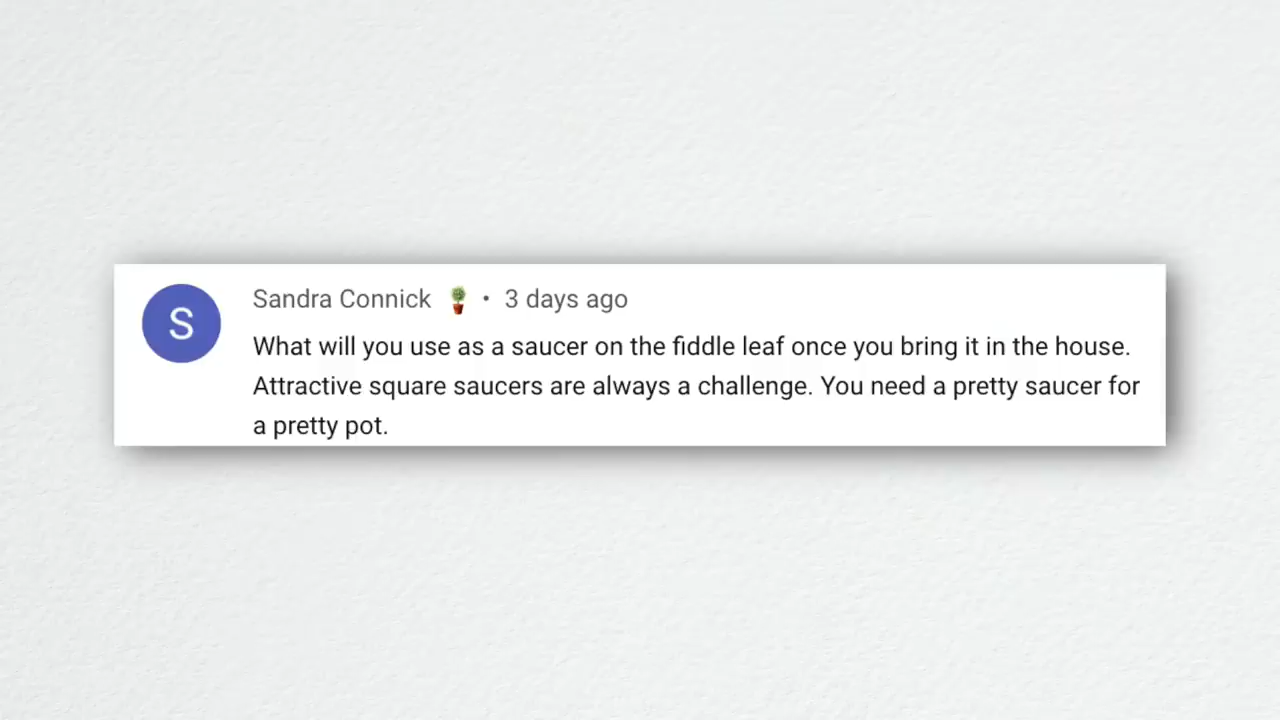 S
Sandra Connick 🪴 • 3 days ago
What will you use as a saucer on the fiddle leaf once you bring it in the house.
Attractive square saucers are always a challenge. You need a pretty saucer for
a pretty pot.